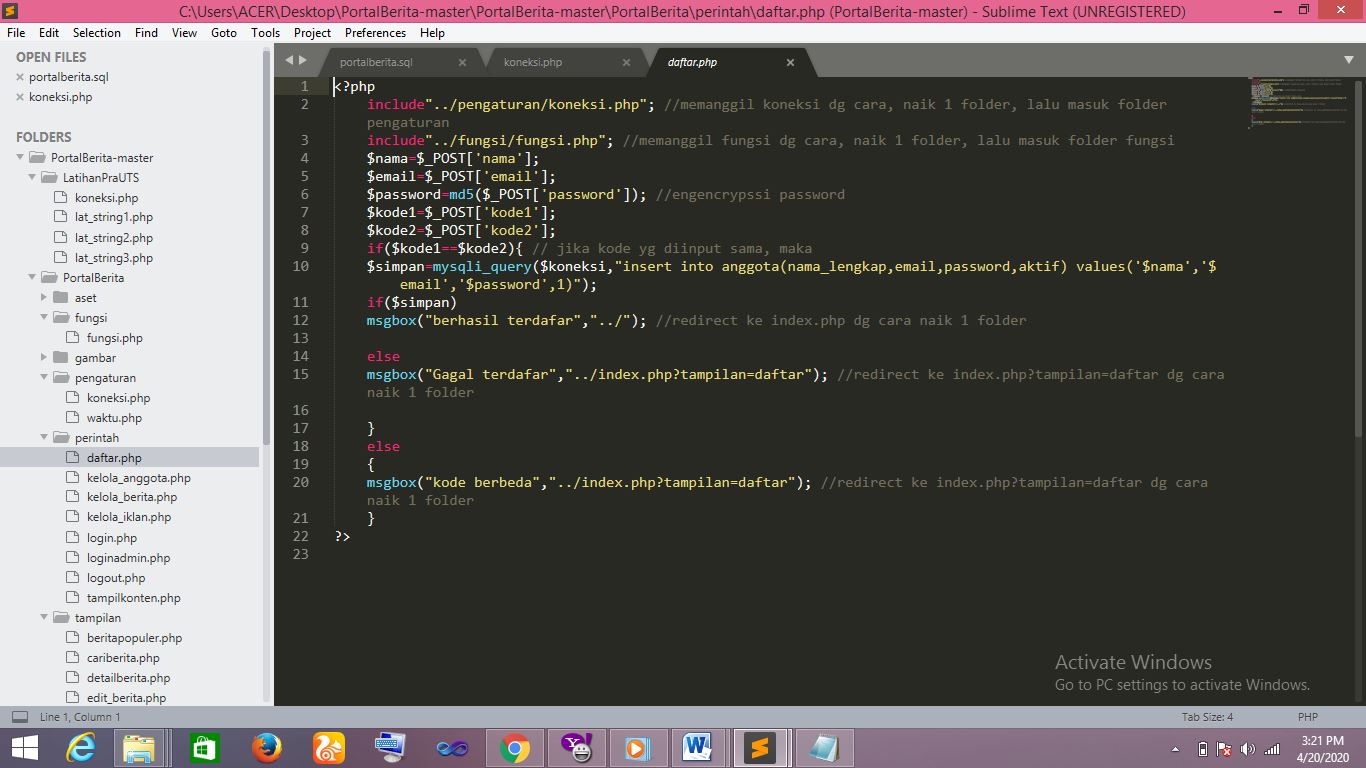 C:\Users\ACER\Desktop\PortalBerita-master\PortalBerita-master\PortalBerita\perintah\daftar.php (PortalBerita-master) - Sublime Text (UNREGISTERED)
File Edit Selection Find View Goto Tools Project Preferences Help
OPEN FILES
portalberita.sql
koneksi.php
FOLDERS
PortalBerita-master
LatihanPraUTS
koneksi.php
lat_string1.php
lat_string2.php
lat_string3.php
PortalBerita
aset
fungsi
fungsi.php
gambar
pengaturan
koneksi.php
waktu.php
perintah
daftar.php
kelola_anggota.php
kelola_berita.php
kelola_iklan.php
login.php
loginadmin.php
logout.php
tampilkonten.php
tampilan
beritapopuler.php
cariberita.php
detailberita.php
edit_berita.php
portalberita.sql koneksi.php daftar.php
1 <?php
2 include"../pengaturan/koneksi.php"; //memanggil koneksi dg cara, naik 1 folder, lalu masuk folder
pengaturan
3 include"../fungsi/fungsi.php"; //memanggil fungsi dg cara, naik 1 folder, lalu masuk folder fungsi
4 $nama=$_POST['nama'];
5 $email=$_POST['email'];
6 $password=md5($_POST['password']); //engencrypssi password
7 $kode1=$_POST['kode1'];
8 $kode2=$_POST['kode2'];
9 if($kode1==$kode2){ // jika kode yg diinput sama, maka
10 $simpan=mysqli_query($koneksi,"insert into anggota(nama_lengkap,email,password,aktif) values('$nama','$
email','$password',1)");
11 if($simpan)
12 msgbox("berhasil terdafar","../"); //redirect ke index.php dg cara naik 1 folder
13
14 else
15 msgbox("Gagal terdafar","../index.php?tampilan=daftar"); //redirect ke index.php?tampilan=daftar dg cara
naik 1 folder
16
17 }
18 else
19 {
20 msgbox("kode berbeda","../index.php?tampilan=daftar"); //redirect ke index.php?tampilan=daftar dg cara
naik 1 folder
21 }
22 ?>
23
Activate Windows
Go to PC settings to activate Windows.
Line 1, Column 1 Tab Size: 4 PHP
3:21 PM
4/20/2020